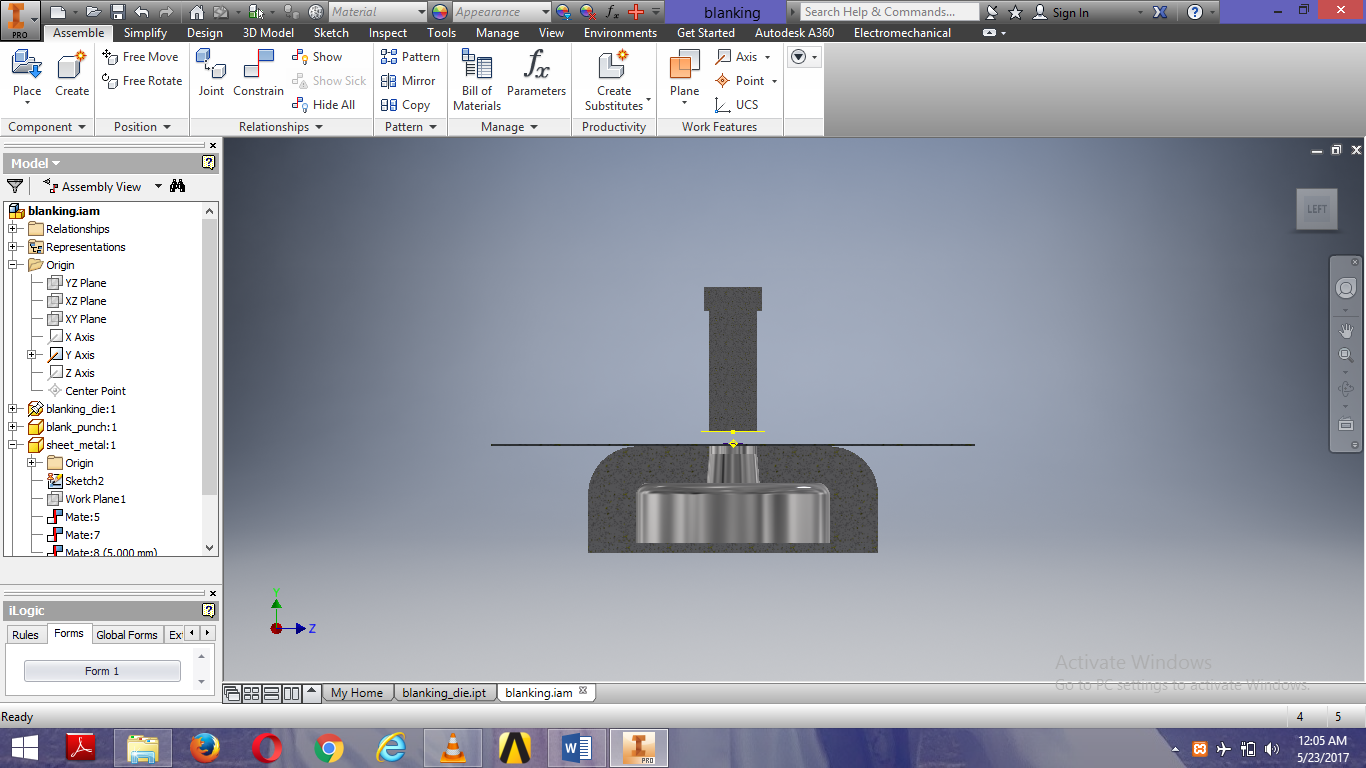 I PRO Material Appearance fx blanking Search Help & Commands... Sign In
Assemble Simplify Design 3D Model Sketch Inspect Tools Manage View Environments Get Started Autodesk A360 Electromechanical
Place Create Free Move Free Rotate
Joint Constrain Show Show Sick Hide All
Pattern Mirror Copy
Bill of Materials fx Parameters
Create Substitutes
Plane Axis Point UCS
Component Position Relationships Pattern Manage Productivity Work Features
Model
Assembly View
blanking.iam
Relationships
Representations
Origin
YZ Plane
XZ Plane
XY Plane
X Axis
Y Axis
Z Axis
Center Point
blanking_die:1
blank_punch:1
sheet_metal:1
Origin
Sketch2
Work Plane1
Mate:5
Mate:7
Mate:8 (5.000 mm)
iLogic
Rules Forms Global Forms Ex
Form 1
LEFT
Y
Z
Activate Windows
Go to PC settings to activate Windows.
My Home blanking_die.ipt blanking.iam
Ready 4 5
I PRO
12:05 AM
5/23/2017